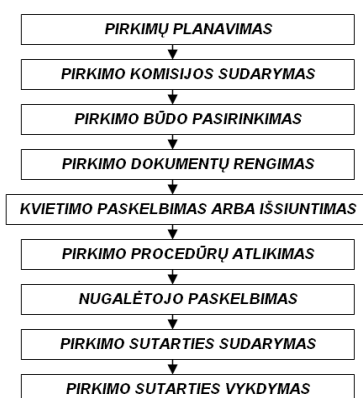 PIRKIMŲ PLANAVIMAS
PIRKIMO KOMISIJOS SUDARYMAS
PIRKIMO BŪDO PASIRINKIMAS
PIRKIMO DOKUMENTŲ RENGIMAS
KVIETIMO PASKELBIMAS ARBA IŠSIUNTIMAS
PIRKIMO PROCEDŪRŲ ATLIKIMAS
NUGALĖTOJO PASKELBIMAS
PIRKIMO SUTARTIES SUDARYMAS
PIRKIMO SUTARTIES VYKDYMAS